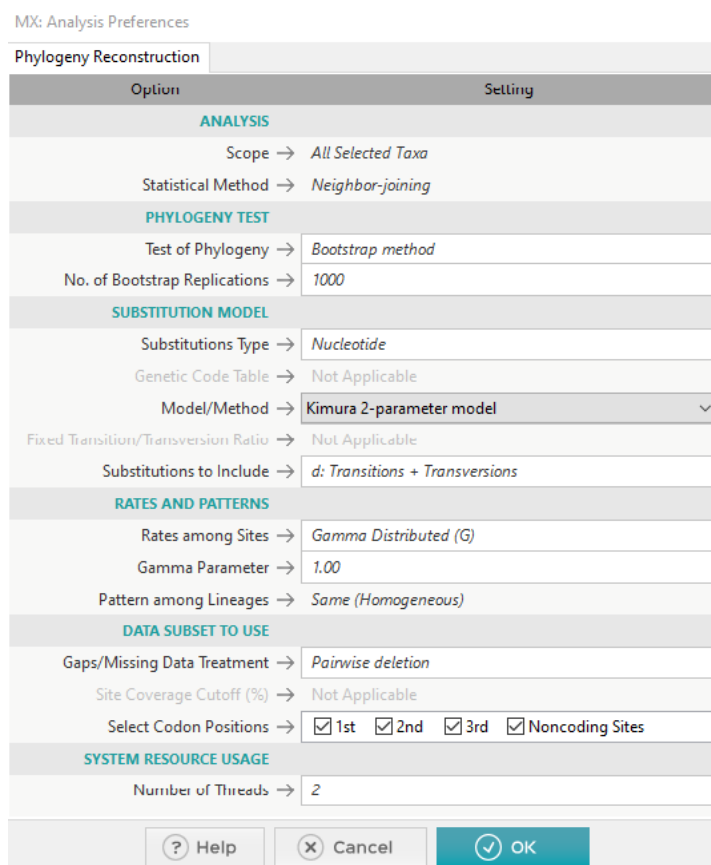 MX: Analysis Preferences
Phylogeny Reconstruction
Option Setting
ANALYSIS
Scope → All Selected Taxa
Statistical Method → Neighbor-joining
PHYLOGENY TEST
Test of Phylogeny → Bootstrap method
No. of Bootstrap Replications → 1000
SUBSTITUTION MODEL
Substitutions Type → Nucleotide
Genetic Code Table → Not Applicable
Model/Method → Kimura 2-parameter model
Fixed Transition/Transversion Ratio → Not Applicable
Substitutions to Include → d: Transitions + Transversions
RATES AND PATTERNS
Rates among Sites → Gamma Distributed (G)
Gamma Parameter → 1.00
Pattern among Lineages → Same (Homogeneous)
DATA SUBSET TO USE
Gaps/Missing Data Treatment → Pairwise deletion
Site Coverage Cutoff (%) → Not Applicable
Select Codon Positions → 1st 2nd 3rd Noncoding Sites
SYSTEM RESOURCE USAGE
Number of Threads → 2
? Help Cancel OK